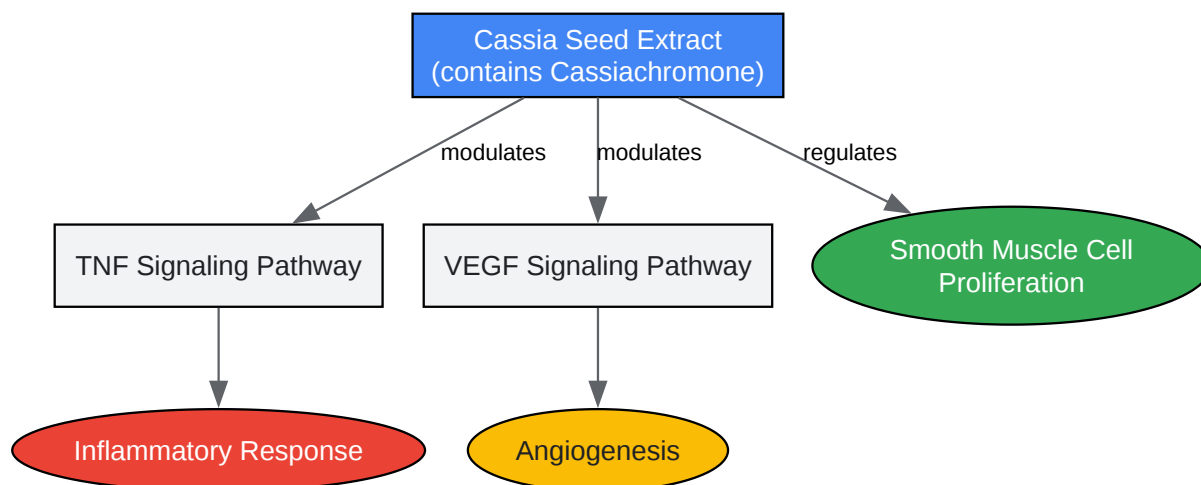 Cassia Seed Extract
(contains Cassiachromone)
modulates
modulates
regulates
TNF Signaling Pathway
VEGF Signaling Pathway
Smooth Muscle Cell
Proliferation
Inflammatory Response
Angiogenesis